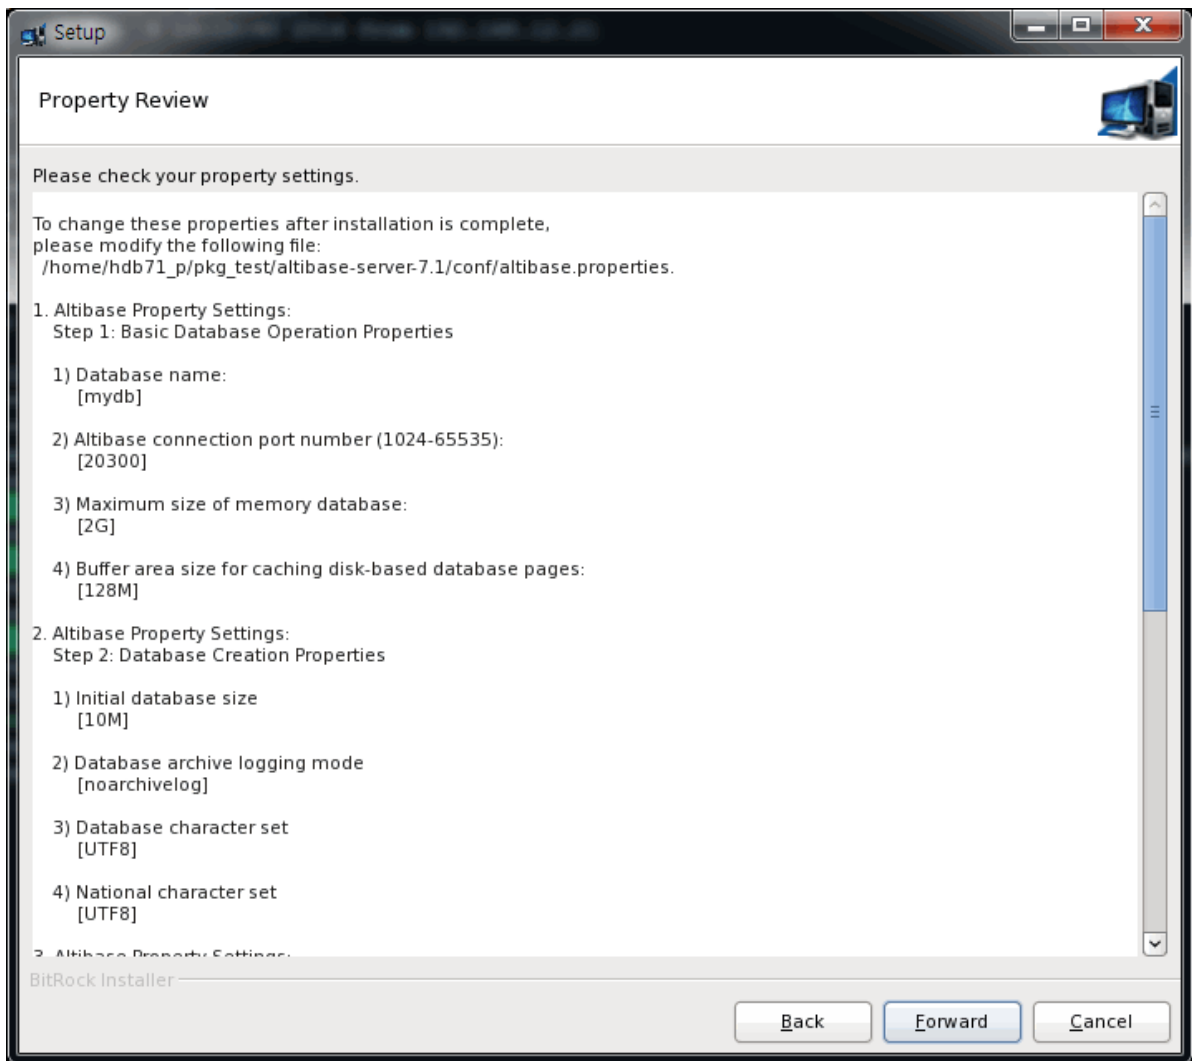 Setup
Property Review
Please check your property settings.
To change these properties after installation is complete,
please modify the following file:
/home/hdb71_p/pkg_test/altibase-server-7.1/conf/altibase.properties.
1. Altibase Property Settings:
Step 1: Basic Database Operation Properties
1) Database name:
[mydb]
2) Altibase connection port number (1024-65535):
[20300]
3) Maximum size of memory database:
[2G]
4) Buffer area size for caching disk-based database pages:
[128M]
2. Altibase Property Settings:
Step 2: Database Creation Properties
1) Initial database size
[10M]
2) Database archive logging mode
[noarchivelog]
3) Database character set
[UTF8]
4) National character set
[UTF8]
3. Altibase Property Settings:
BitRock Installer
Back Forward Cancel